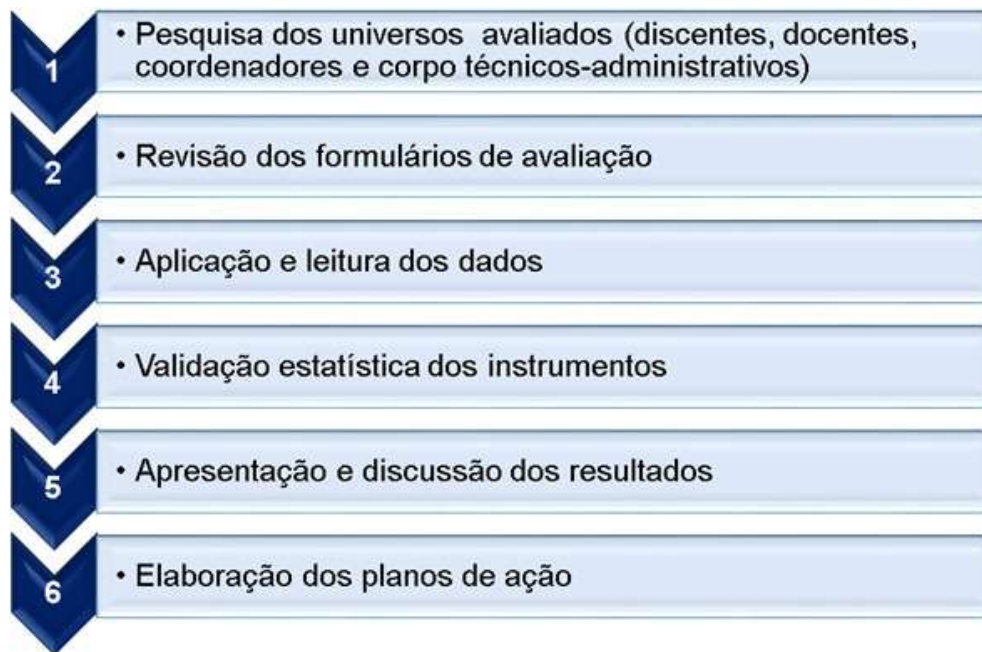 1
• Pesquisa dos universos avaliados (discentes, docentes,
coordenadores e corpo técnicos-administrativos)
2
• Revisão dos formulários de avaliação
3
• Aplicação e leitura dos dados
4
• Validação estatística dos instrumentos
5
• Apresentação e discussão dos resultados
6
• Elaboração dos planos de ação